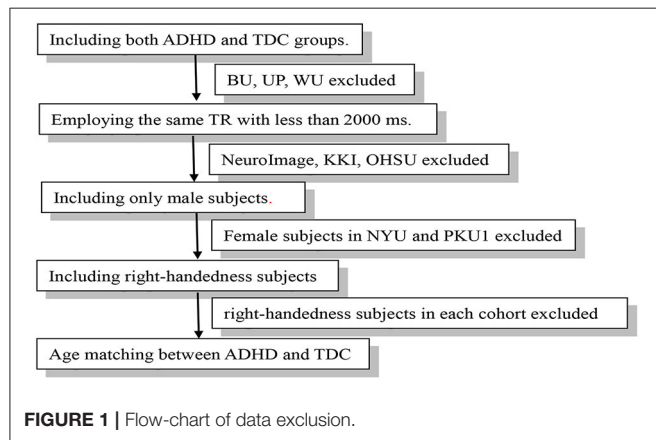 Including both ADHD and TDC groups.
BU, UP, WU excluded
Employing the same TR with less than 2000 ms.
NeuroImage, KKI, OHSU excluded
Including only male subjects.
Female subjects in NYU and PKU1 excluded
Including right-handedness subjects
right-handedness subjects in each cohort excluded
Age matching between ADHD and TDC
FIGURE 1 | Flow-chart of data exclusion.